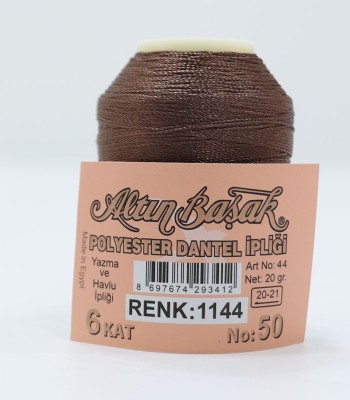 Altın Başak®
POLYESTER DANTEL İPLİĞİ
Made in Egypt
Yazma
ve
Havlu
İpliği
Art No: 44
Net: 20 gr.
20-21
8 697674 293412
RENK:1144
6 KAT
No: 50